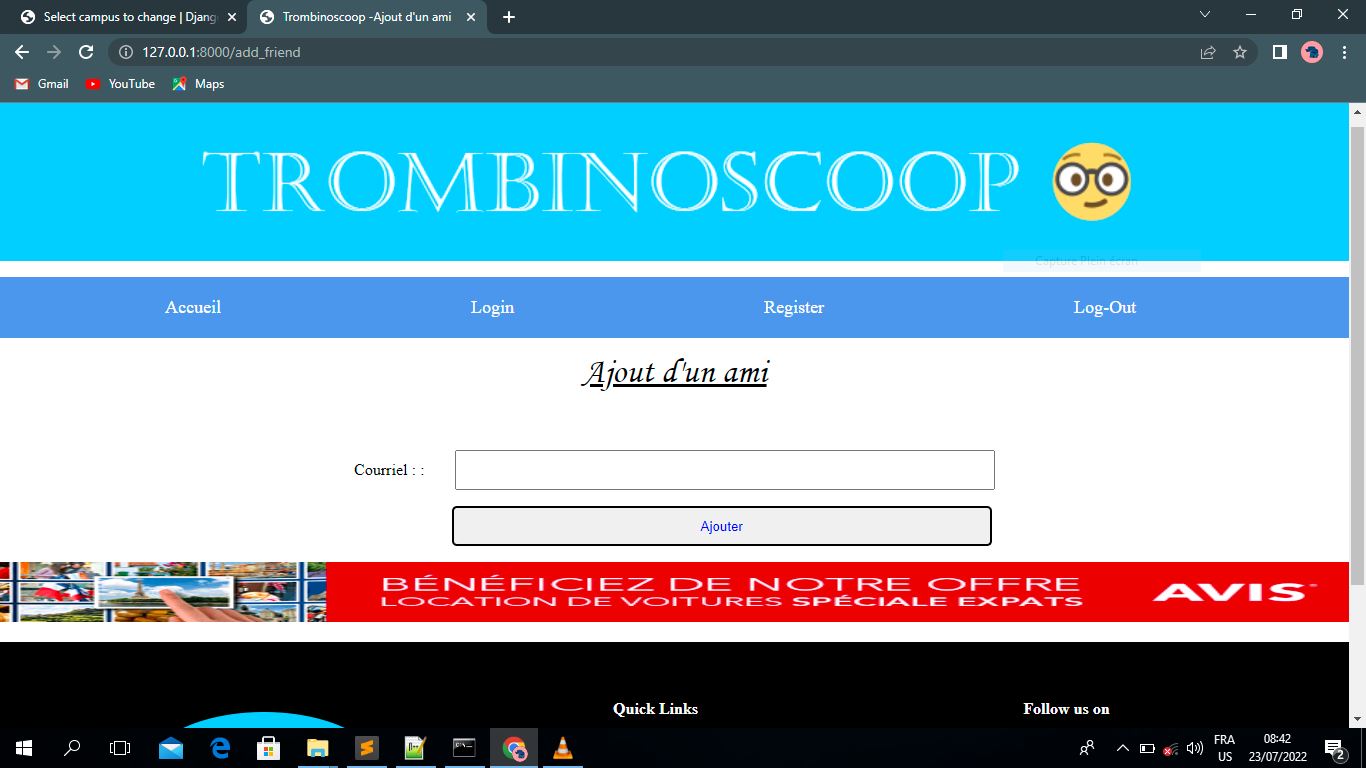 Select campus to change | Djang
Trombinoscoop -Ajout d'un ami
127.0.0.1:8000/add_friend
Gmail
YouTube
Maps
TROMBINOSCOOP
Capture Plein écran
Accueil
Login
Register
Log-Out
Ajout d'un ami
Courriel : :
Ajouter
BÉNÉFICIEZ DE NOTRE OFFRE
LOCATION DE VOITURES SPÉCIALE EXPATS
AVIS
Quick Links
Follow us on
FRA
US
08:42
23/07/2022
2